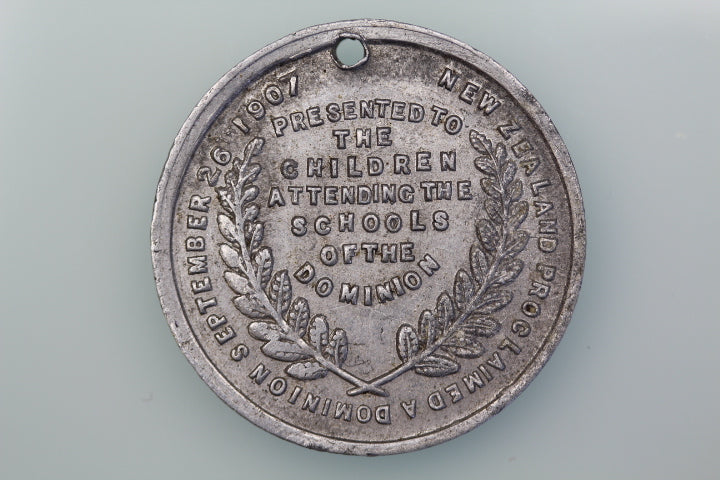 NEW ZEALAND PROCLAIMED A DOMINION SEPTEMBER 26 1907
PRESENTED TO
THE
CHILDREN
ATTENDING THE
SCHOOLS
OF THE
DOMINION